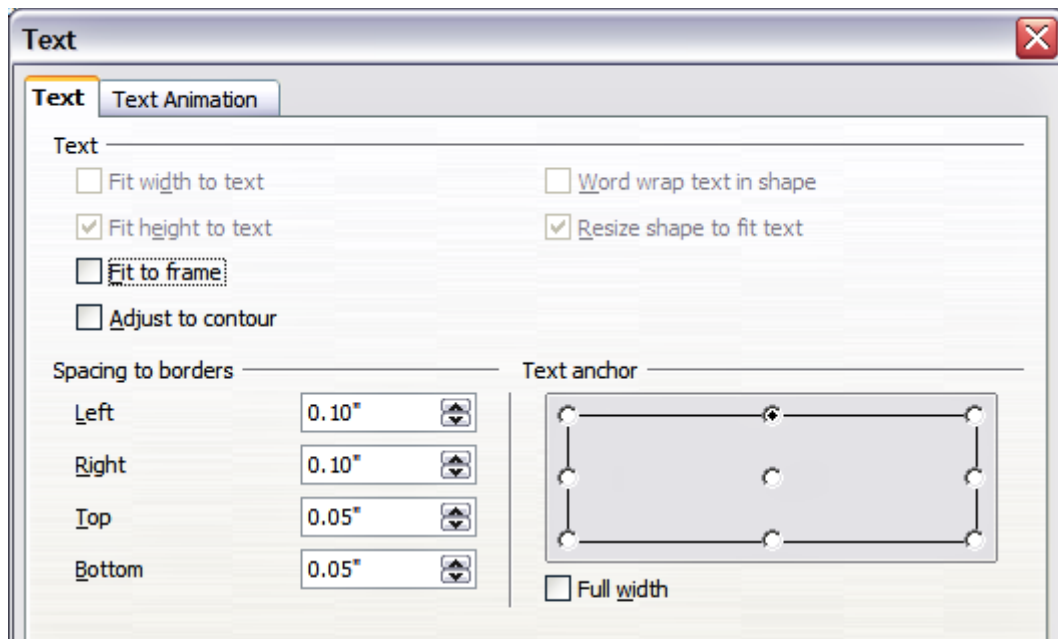 Text
Text Text Animation
Text
Fit width to text Word wrap text in shape
Fit height to text Resize shape to fit text
Fit to frame
Adjust to contour
Spacing to borders Text anchor
Left 0.10"
Right 0.10"
Top 0.05"
Bottom 0.05"
Full width